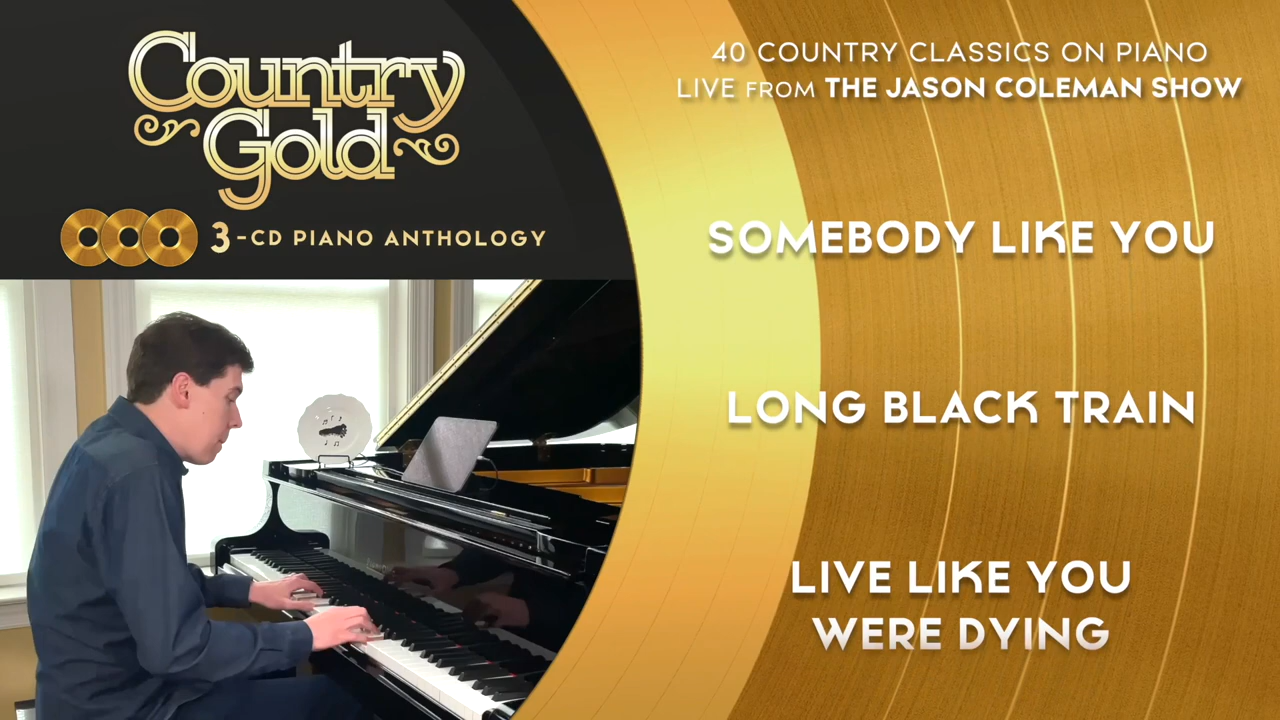 Country
Gold
3-CD PIANO ANTHOLOGY
40 COUNTRY CLASSICS ON PIANO
LIVE FROM THE JASON COLEMAN SHOW
SOMEBODY LIKE YOU
LONG BLACK TRAIN
LIVE LIKE YOU
WERE DYING